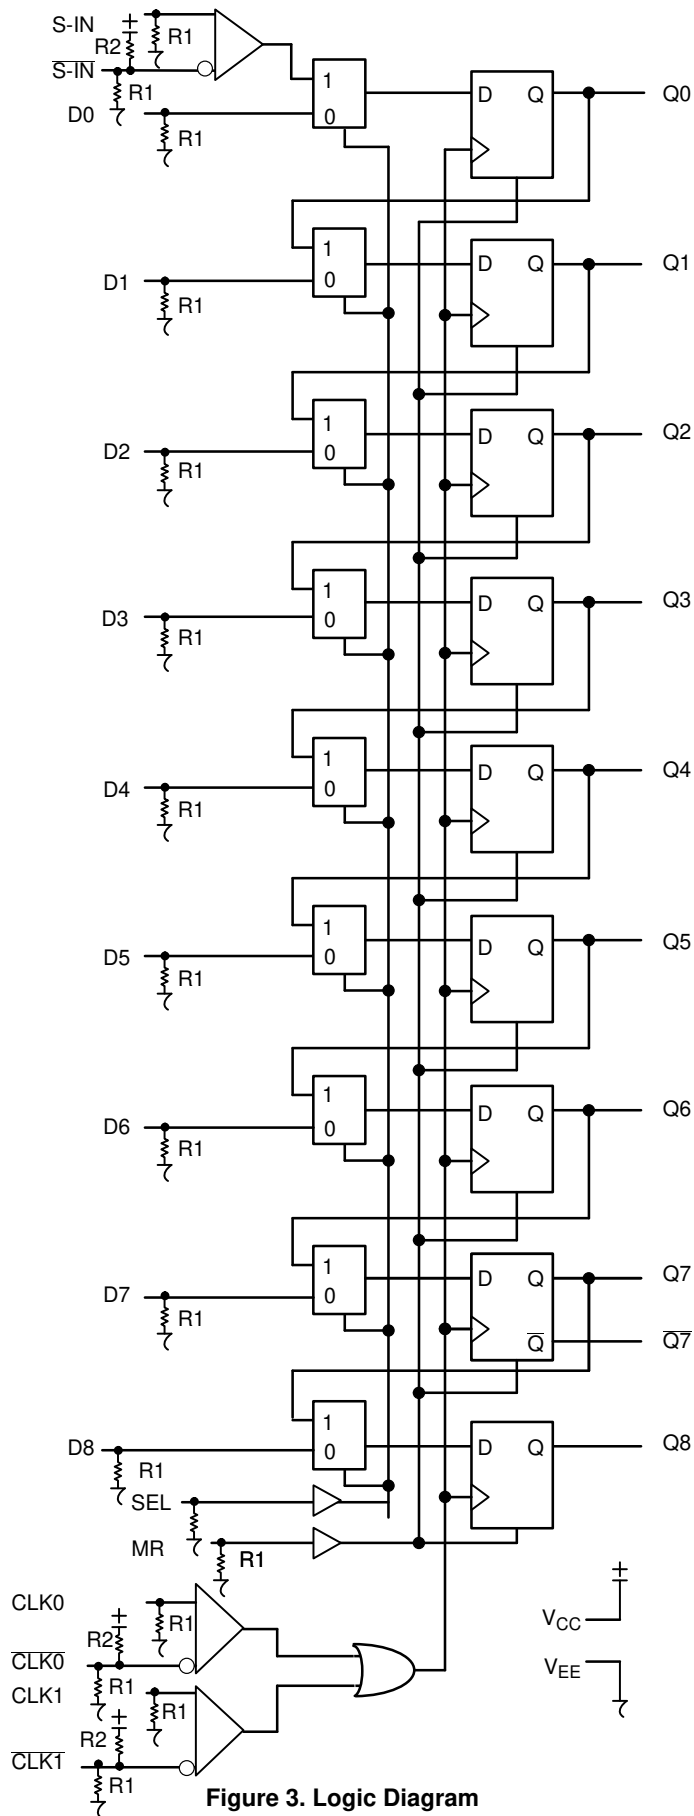 S-IN
R1
R2
S-IN
R1
1
D0
0
D Q Q0
R1
1
D Q Q1
D1
0
R1
1
D Q Q2
D2
0
R1
1
D Q Q3
D3
0
R1
1
D Q Q4
D4
0
R1
1
D Q Q5
D5
0
R1
1
D Q Q6
D6
0
R1
1
D Q Q7
D7
0
R1
Q Q7
1
D8
0
D Q Q8
R1
SEL
MR
R1
CLK0
R1
R2
CLK0
R1
CLK1
R1
R2
CLK1
R1
VCC
VEE
Figure 3. Logic Diagram